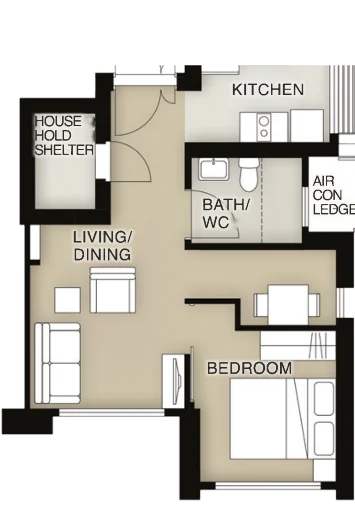 KITCHEN
HOUSE
HOLD
SHELTER
AIR
CON
LEDGE
BATH/
WC
LIVING/
DINING
BEDROOM